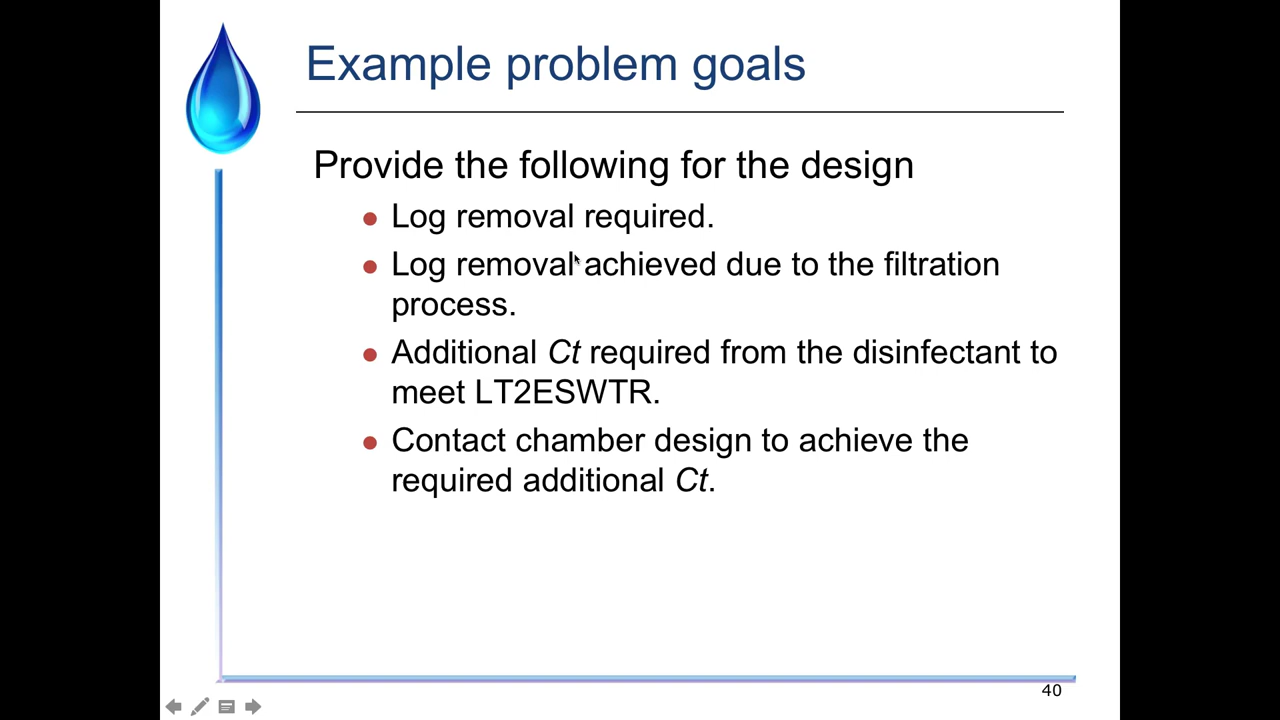 Example problem goals
Provide the following for the design
Log removal required.
Log removal achieved due to the filtration
process.
Additional Ct required from the disinfectant to
meet LT2ESWTR.
Contact chamber design to achieve the
required additional Ct.
40